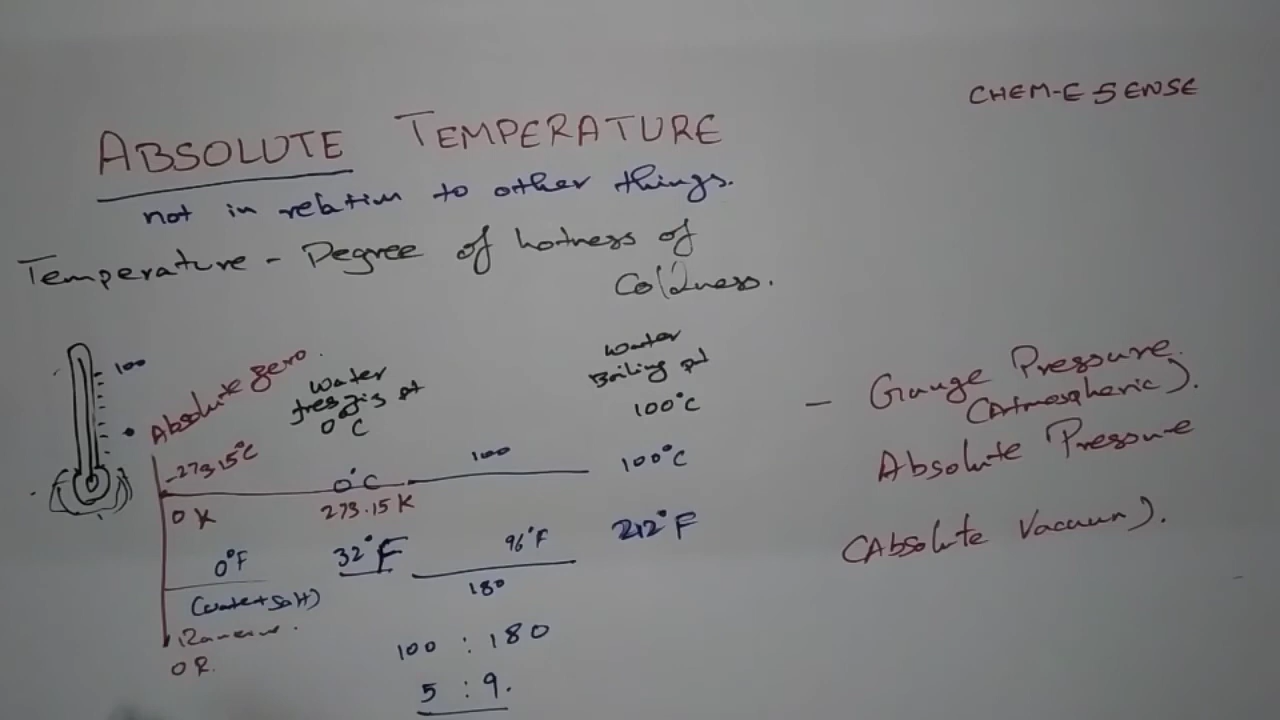 CHEM-E SENSE
ABSOLUTE TEMPERATURE
not in relation to other things.
Temperature - Degree of hotness of
Coldness.
100
Absolute zero.
water
freezing pt
0°C
Water
Boiling pt
100°C
- Gauge Pressure
(Atmospheric).
Absolute Pressure
(Absolute Vacuum).
-273.15°C
0°C
100
100°C
0 K
273.15 K
0°F
32°F
96°F
212°F
(water+salt)
180
0 R.
100 : 180
5 : 9.